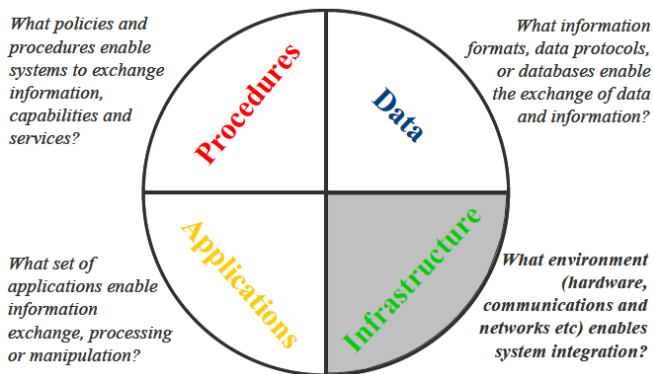 What policies and
procedures enable
systems to exchange
information,
capabilities and
services?
Procedures
Data
What information
formats, data protocols,
or databases enable
the exchange of data
and information?
What set of
applications enable
information
exchange, processing
or manipulation?
Applications
Infrastructure
What environment
(hardware,
communications and
networks etc) enables
system integration?